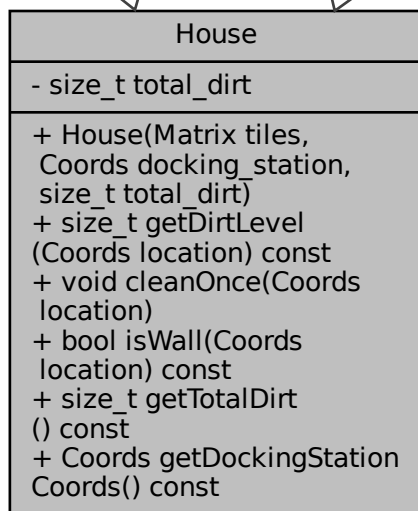 House
- size_t total_dirt
+ House(Matrix tiles,
Coords docking_station,
size_t total_dirt)
+ size_t getDirtLevel
(Coords location) const
+ void cleanOnce(Coords
location)
+ bool isWall(Coords
location) const
+ size_t getTotalDirt
() const
+ Coords getDockingStation
Coords() const